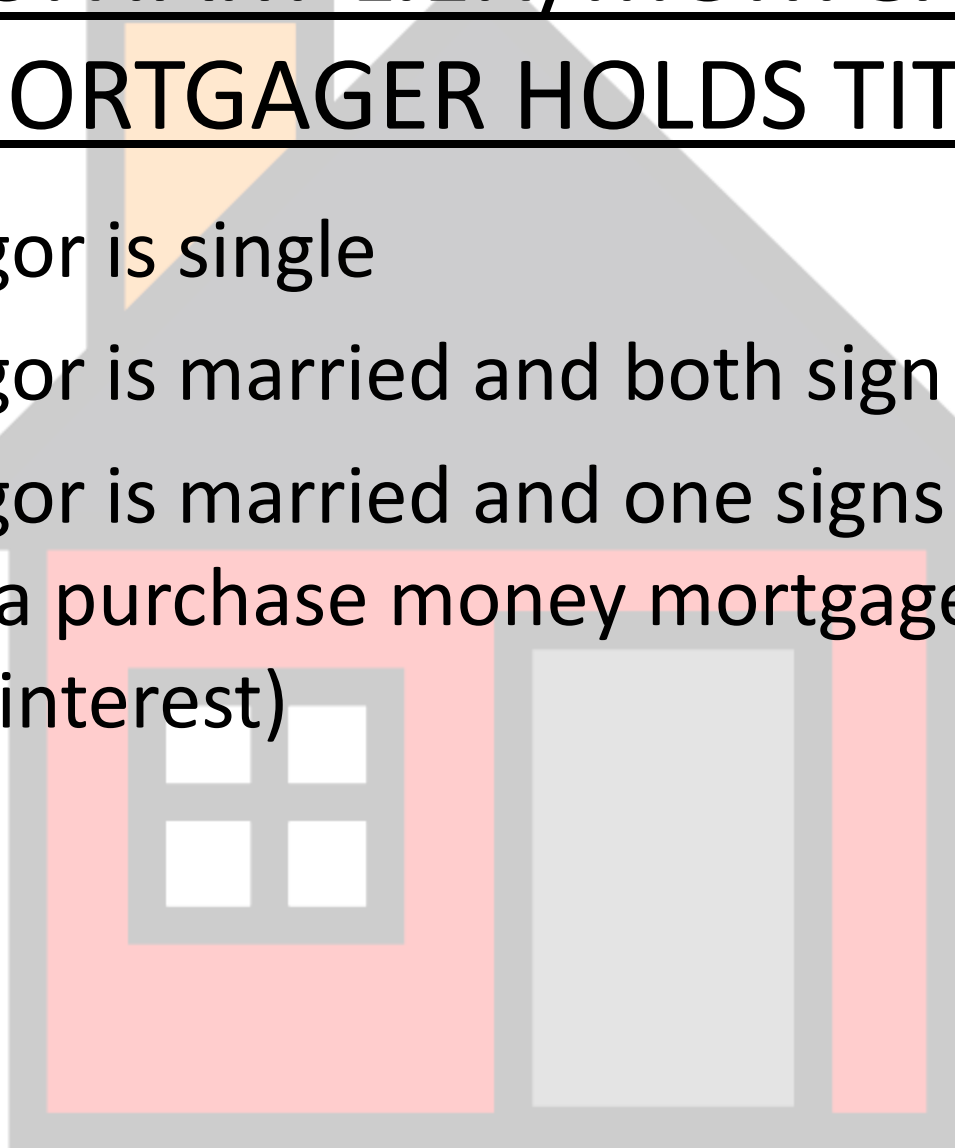 ORTGAGER HOLDS TIT
gor is single
gor is married and both sign
gor is married and one signs
a purchase money mortgage
interest)